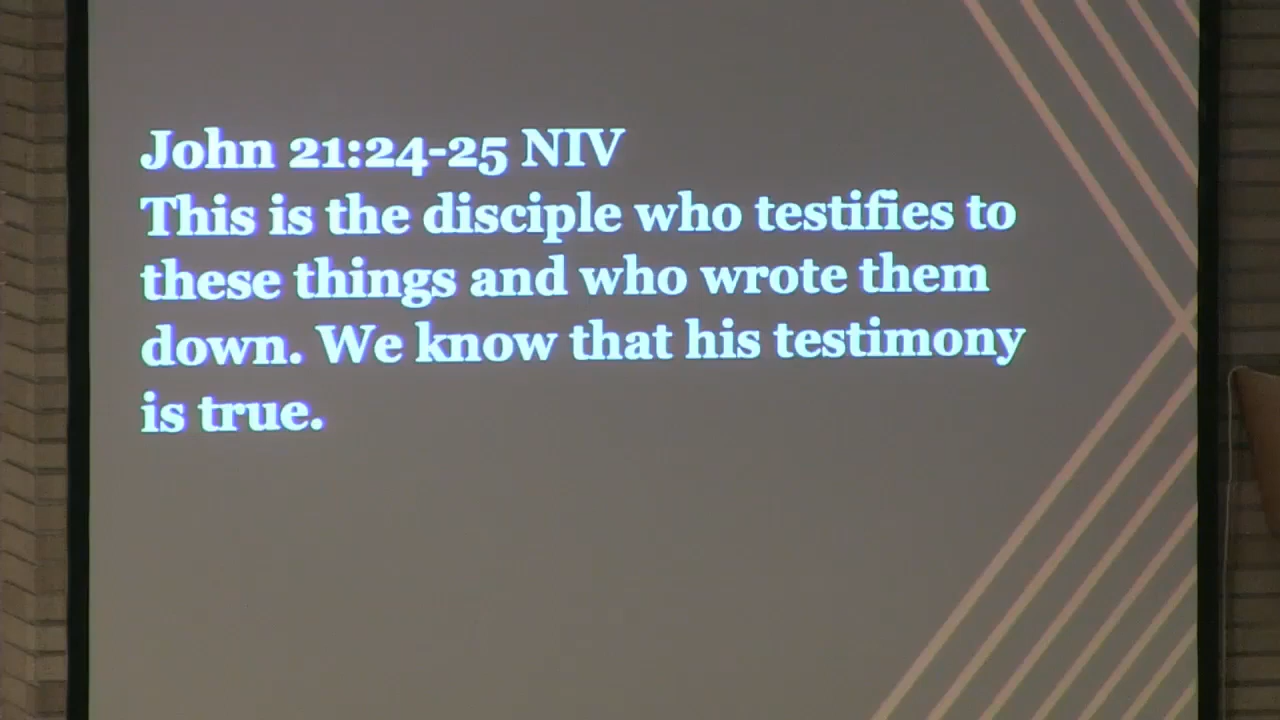 John 21:24-25 NIV
This is the disciple who testifies to
these things and who wrote them
down. We know that his testimony
is true.